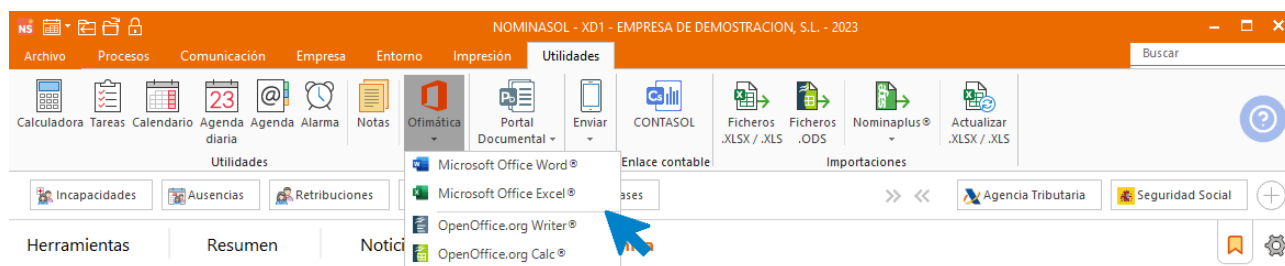 NS
NOMINASOL - XD1 - EMPRESA DE DEMOSTRACION, S.L. - 2023
Archivo Procesos Comunicación Empresa Entorno Impresión Utilidades Buscar
23 Cs
Calculadora Tareas Calendario Agenda diaria Agenda Alarma Notas Ofimática Portal Documental Enviar CONTASOL Ficheros .XLSX / .XLS Ficheros .ODS Nominaplus® Actualizar .XLSX / .XLS ?
Utilidades Enlace contable Importaciones
Microsoft Office Word®
Microsoft Office Excel®
OpenOffice.org Writer®
OpenOffice.org Calc®
Incapacidades Ausencias Retribuciones ases Agencia Tributaria Seguridad Social
Herramientas Resumen Notici